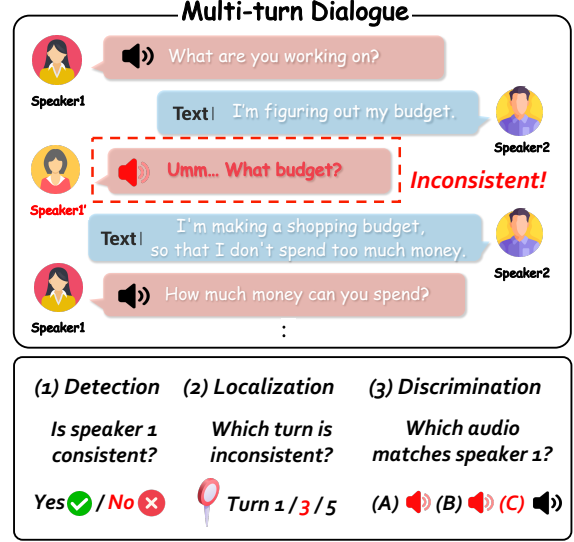 Multi-turn Dialogue
What are you working on?
Speaker1
Text| I'm figuring out my budget.
Speaker2
Umm... What budget?
Inconsistent!
Speaker1'
Text| I'm making a shopping budget,
so that I don't spend too much money.
Speaker2
How much money can you spend?
Speaker1
:
(1) Detection (2) Localization (3) Discrimination
Is speaker 1 Which turn is Which audio
consistent? inconsistent? matches speaker 1?
Yes / No Turn 1 / 3 / 5 (A) (B) (C)